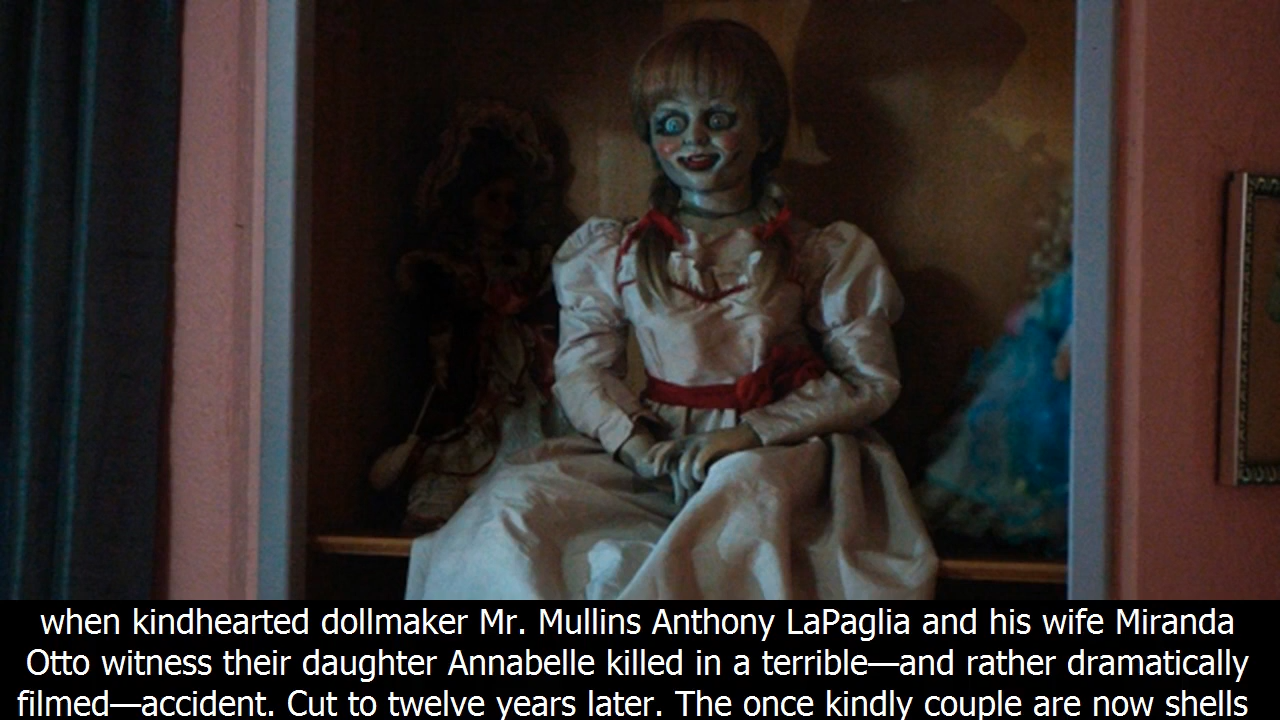 when kindhearted dollmaker Mr. Mullins Anthony LaPaglia and his wife Miranda
Otto witness their daughter Annabelle killed in a terrible—and rather dramatically
filmed—accident. Cut to twelve years later. The once kindly couple are now shells